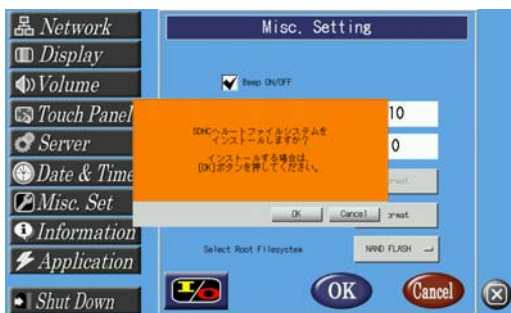 Network
Display
Volume
Touch Panel
Server
Date & Time
Misc. Set
Information
Application
Shut Down
Misc. Setting
Beep ON/OFF
10
0
SDHCへルートファイルシステムを
インストールしますか?
インストールする場合は、
[OK]ボタンを押してください。
OK
Cancel
Select Root Filesystem
NAND FLASH
I/O
OK
Cancel